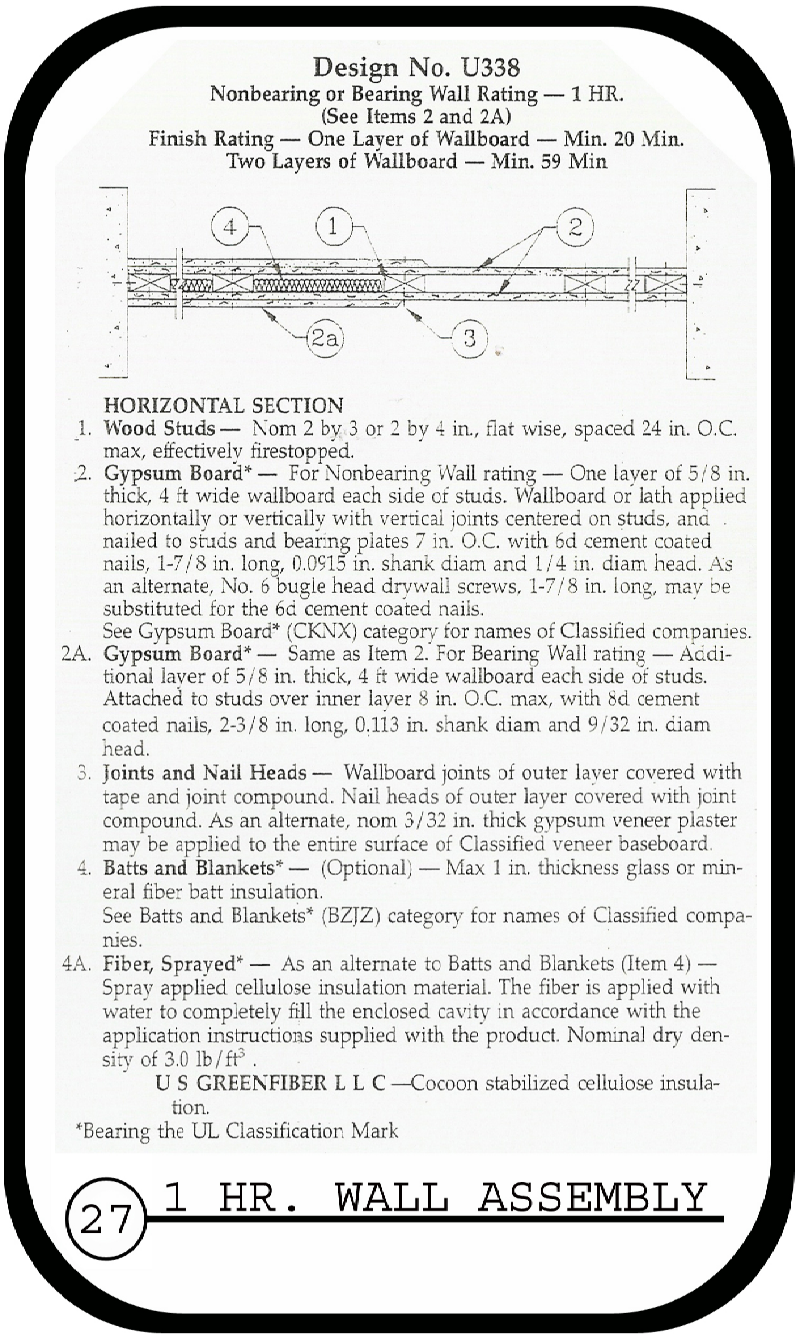 Design No. U338
Nonbearing or Bearing Wall Rating — 1 HR.
(See Items 2 and 2A)
Finish Rating — One Layer of Wallboard — Min. 20 Min.
Two Layers of Wallboard — Min. 59 Min
4
1
2
2a
3
HORIZONTAL SECTION
1. Wood Studs — Nom 2 by 3 or 2 by 4 in., flat wise, spaced 24 in. O.C.
max, effectively firestopped.
2. Gypsum Board* — For Nonbearing Wall rating — One layer of 5/8 in.
thick, 4 ft wide wallboard each side of studs. Wallboard or lath applied
horizontally or vertically with vertical joints centered on studs, and
nailed to studs and bearing plates 7 in. O.C. with 6d cement coated
nails, 1-7/8 in. long, 0.0915 in. shank diam and 1/4 in. diam head. As
an alternate, No. 6 bugle head drywall screws, 1-7/8 in. long, may be
substituted for the 6d cement coated nails.
See Gypsum Board* (CKNX) category for names of Classified companies.
2A. Gypsum Board* — Same as Item 2. For Bearing Wall rating — Addi-
tional layer of 5/8 in. thick, 4 ft wide wallboard each side of studs.
Attached to studs over inner layer 8 in. O.C. max, with 8d cement
coated nails, 2-3/8 in. long, 0.113 in. shank diam and 9/32 in. diam
head.
3. Joints and Nail Heads — Wallboard joints of outer layer covered with
tape and joint compound. Nail heads of outer layer covered with joint
compound. As an alternate, nom 3/32 in. thick gypsum veneer plaster
may be applied to the entire surface of Classified veneer baseboard.
4. Batts and Blankets* — (Optional) — Max 1 in. thickness glass or min-
eral fiber batt insulation.
See Batts and Blankets* (BZJZ) category for names of Classified compa-
nies.
4A. Fiber, Sprayed* — As an alternate to Batts and Blankets (Item 4) —
Spray applied cellulose insulation material. The fiber is applied with
water to completely fill the enclosed cavity in accordance with the
application instructions supplied with the product. Nominal dry den-
sity of 3.0 lb/ft³ .
U S GREENFIBER L L C —Cocoon stabilized cellulose insula-
tion.
*Bearing the UL Classification Mark
27 1 HR. WALL ASSEMBLY